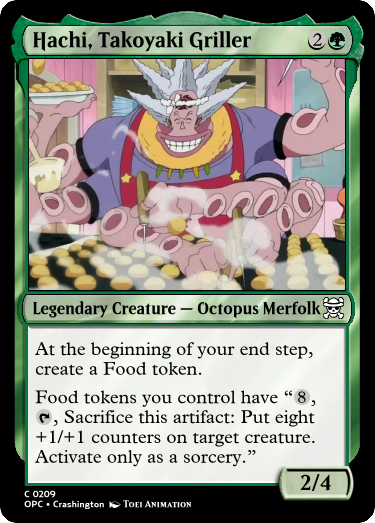 Hachi, Takoyaki Griller 2
Legendary Creature — Octopus Merfolk
At the beginning of your end step,
create a Food token.
Food tokens you control have “8,
, Sacrifice this artifact: Put eight
+1/+1 counters on target creature.
Activate only as a sorcery.”
2/4
C 0209
OPC • Crashington TOEI ANIMATION